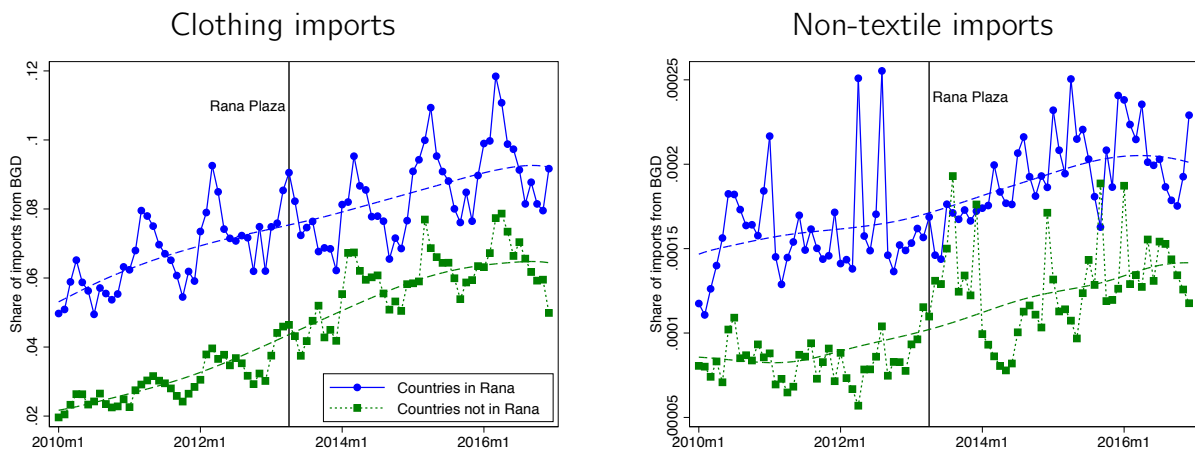 Clothing imports
Share of imports from BGD
.12
.1
.08
.06
.04
.02
Rana Plaza
Countries in Rana
Countries not in Rana
2010m1
2012m1
2014m1
2016m1
Non-textile imports
Share of imports from BGD
.00025
.0002
.00015
.0001
.00005
Rana Plaza
2010m1
2012m1
2014m1
2016m1